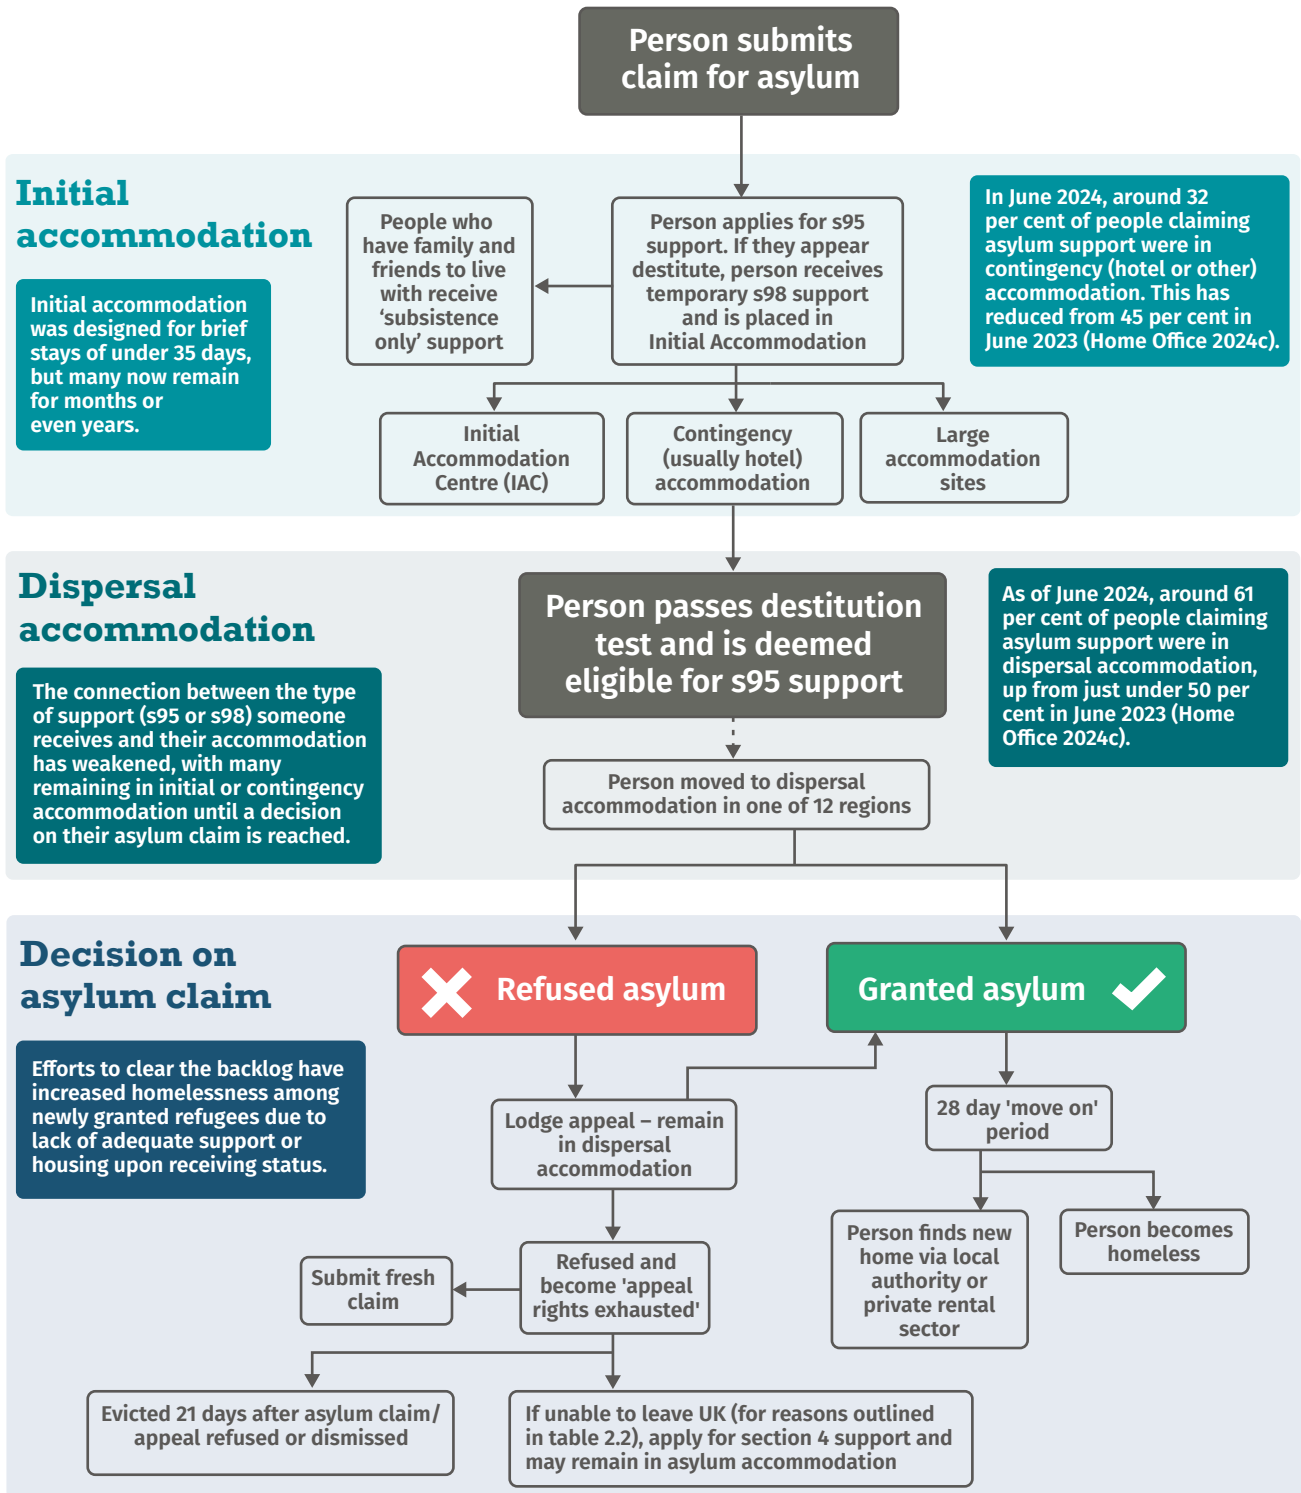 Person submits
claim for asylum
Initial
accommodation
Initial accommodation
was designed for brief
stays of under 35 days,
but many now remain
for months or
even years.
People who
have family and
friends to live
with receive
‘subsistence
only’ support
Person applies for s95
support. If they appear
destitute, person receives
temporary s98 support
and is placed in
Initial Accommodation
In June 2024, around 32
per cent of people claiming
asylum support were in
contingency (hotel or other)
accommodation. This has
reduced from 45 per cent in
June 2023 (Home Office 2024c).
Initial
Accommodation
Centre (IAC)
Contingency
(usually hotel)
accommodation
Large
accommodation
sites
Dispersal
accommodation
The connection between the type
of support (s95 or s98) someone
receives and their accommodation
has weakened, with many
remaining in initial or contingency
accommodation until a decision
on their asylum claim is reached.
Person passes destitution
test and is deemed
eligible for s95 support
As of June 2024, around 61
per cent of people claiming
asylum support were in
dispersal accommodation,
up from just under 50 per
cent in June 2023 (Home
Office 2024c).
Person moved to dispersal
accommodation in one of 12 regions
Decision on
asylum claim
Efforts to clear the backlog have
increased homelessness among
newly granted refugees due to
lack of adequate support or
housing upon receiving status.
Refused asylum
Granted asylum
Lodge appeal – remain
in dispersal
accommodation
28 day 'move on'
period
Person finds new
home via local
authority or
private rental
sector
Person becomes
homeless
Submit fresh
claim
Refused and
become 'appeal
rights exhausted'
Evicted 21 days after asylum claim/
appeal refused or dismissed
If unable to leave UK (for reasons outlined
in table 2.2), apply for section 4 support and
may remain in asylum accommodation